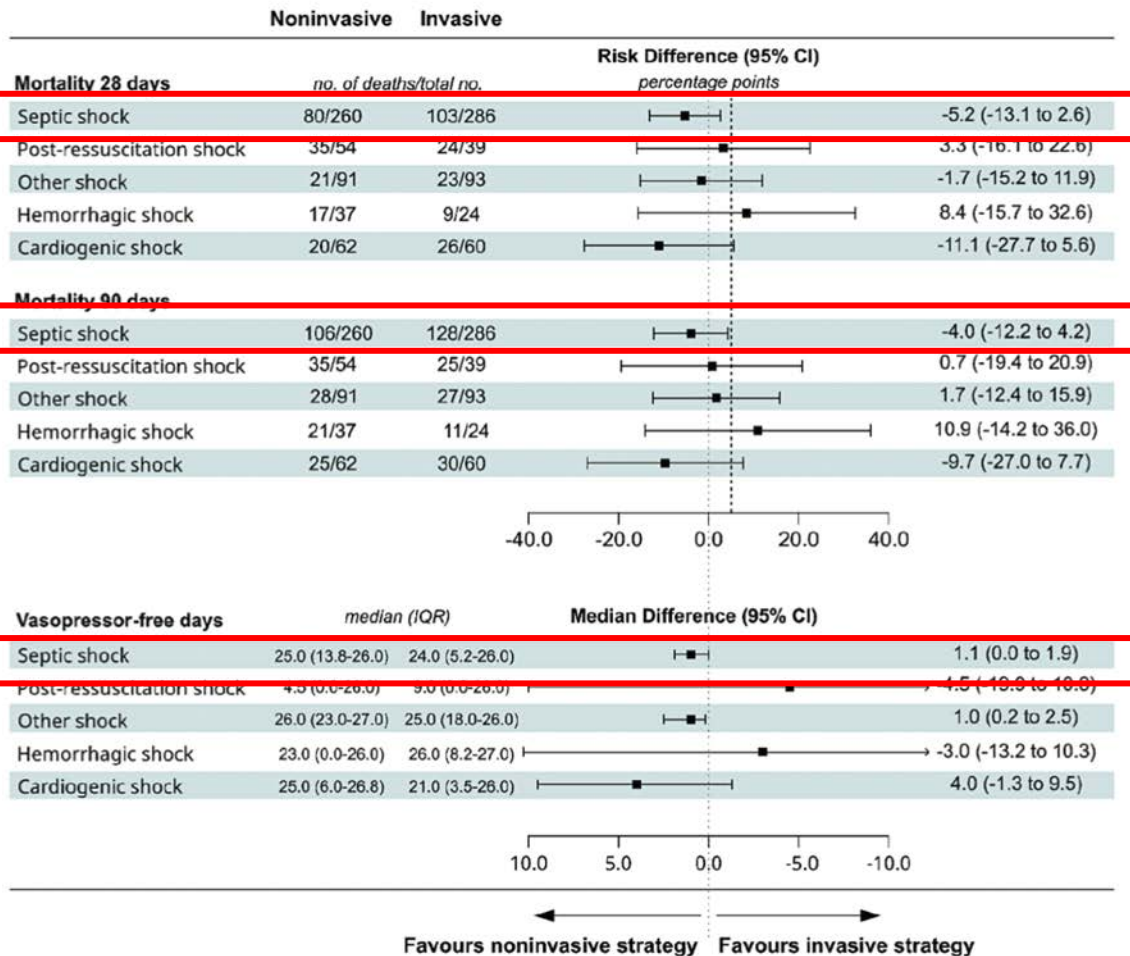 Noninvasive Invasive
Risk Difference (95% CI)
Mortality 28 days no. of deaths/total no. percentage points
Septic shock 80/260 103/286 -5.2 (-13.1 to 2.6)
Post-ressuscitation shock 35/54 24/39 3.3 (-16.1 to 22.6)
Other shock 21/91 23/93 -1.7 (-15.2 to 11.9)
Hemorrhagic shock 17/37 9/24 8.4 (-15.7 to 32.6)
Cardiogenic shock 20/62 26/60 -11.1 (-27.7 to 5.6)
Mortality 90 days
Septic shock 106/260 128/286 -4.0 (-12.2 to 4.2)
Post-ressuscitation shock 35/54 25/39 0.7 (-19.4 to 20.9)
Other shock 28/91 27/93 1.7 (-12.4 to 15.9)
Hemorrhagic shock 21/37 11/24 10.9 (-14.2 to 36.0)
Cardiogenic shock 25/62 30/60 -9.7 (-27.0 to 7.7)
-40.0 -20.0 0.0 20.0 40.0
Vasopressor-free days median (IQR) Median Difference (95% CI)
Septic shock 25.0 (13.8-26.0) 24.0 (5.2-26.0) 1.1 (0.0 to 1.9)
Post-ressuscitation shock
Other shock 26.0 (23.0-27.0) 25.0 (18.0-26.0) 1.0 (0.2 to 2.5)
Hemorrhagic shock 23.0 (0.0-26.0) 26.0 (8.2-27.0) -3.0 (-13.2 to 10.3)
Cardiogenic shock 25.0 (6.0-26.8) 21.0 (3.5-26.0) 4.0 (-1.3 to 9.5)
10.0 5.0 0.0 -5.0 -10.0
Favours noninvasive strategy Favours invasive strategy